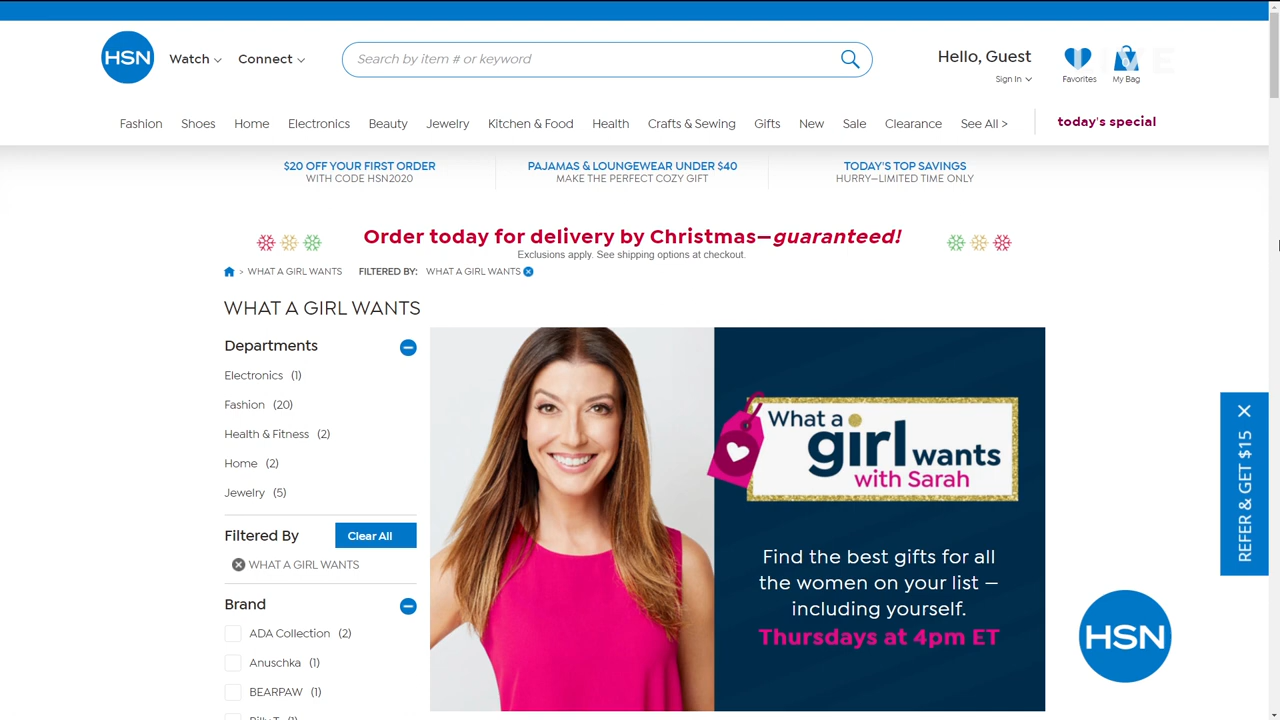 HSN
Watch
Connect
Search by item # or keyword
Hello, Guest
Sign In
Favorites
0
My Bag
Fashion
Shoes
Home
Electronics
Beauty
Jewelry
Kitchen & Food
Health
Crafts & Sewing
Gifts
New
Sale
Clearance
See All >
today's special
$20 OFF YOUR FIRST ORDER
WITH CODE HSN2020
PAJAMAS & LOUNGEWEAR UNDER $40
MAKE THE PERFECT COZY GIFT
TODAY'S TOP SAVINGS
HURRY—LIMITED TIME ONLY
Order today for delivery by Christmas—guaranteed!
Exclusions apply. See shipping options at checkout.
> WHAT A GIRL WANTS
FILTERED BY: WHAT A GIRL WANTS
WHAT A GIRL WANTS
Departments
Electronics (1)
Fashion (20)
Health & Fitness (2)
Home (2)
Jewelry (5)
Filtered By
Clear All
WHAT A GIRL WANTS
Brand
ADA Collection (2)
Anuschka (1)
BEARPAW (1)
What a
girl wants
with Sarah
Find the best gifts for all
the women on your list —
including yourself.
Thursdays at 4pm ET
REFER & GET $15
HSN